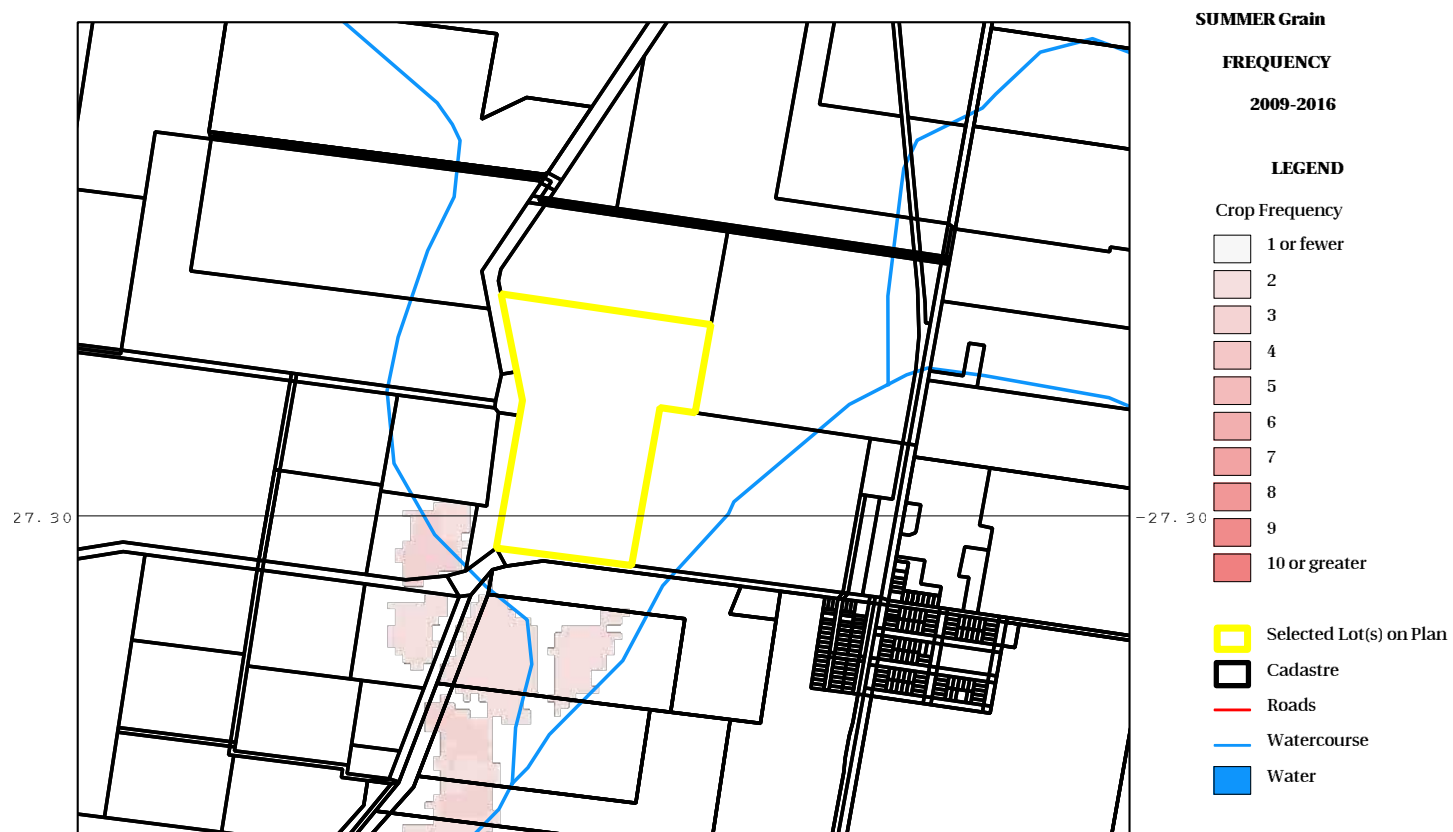 SUMMER Grain
FREQUENCY
2009-2016
LEGEND
Crop Frequency
1 or fewer
2
3
4
5
6
7
8
9
10 or greater
Selected Lot(s) on Plan
Cadastre
Roads
Watercourse
Water
27.30
-27.30